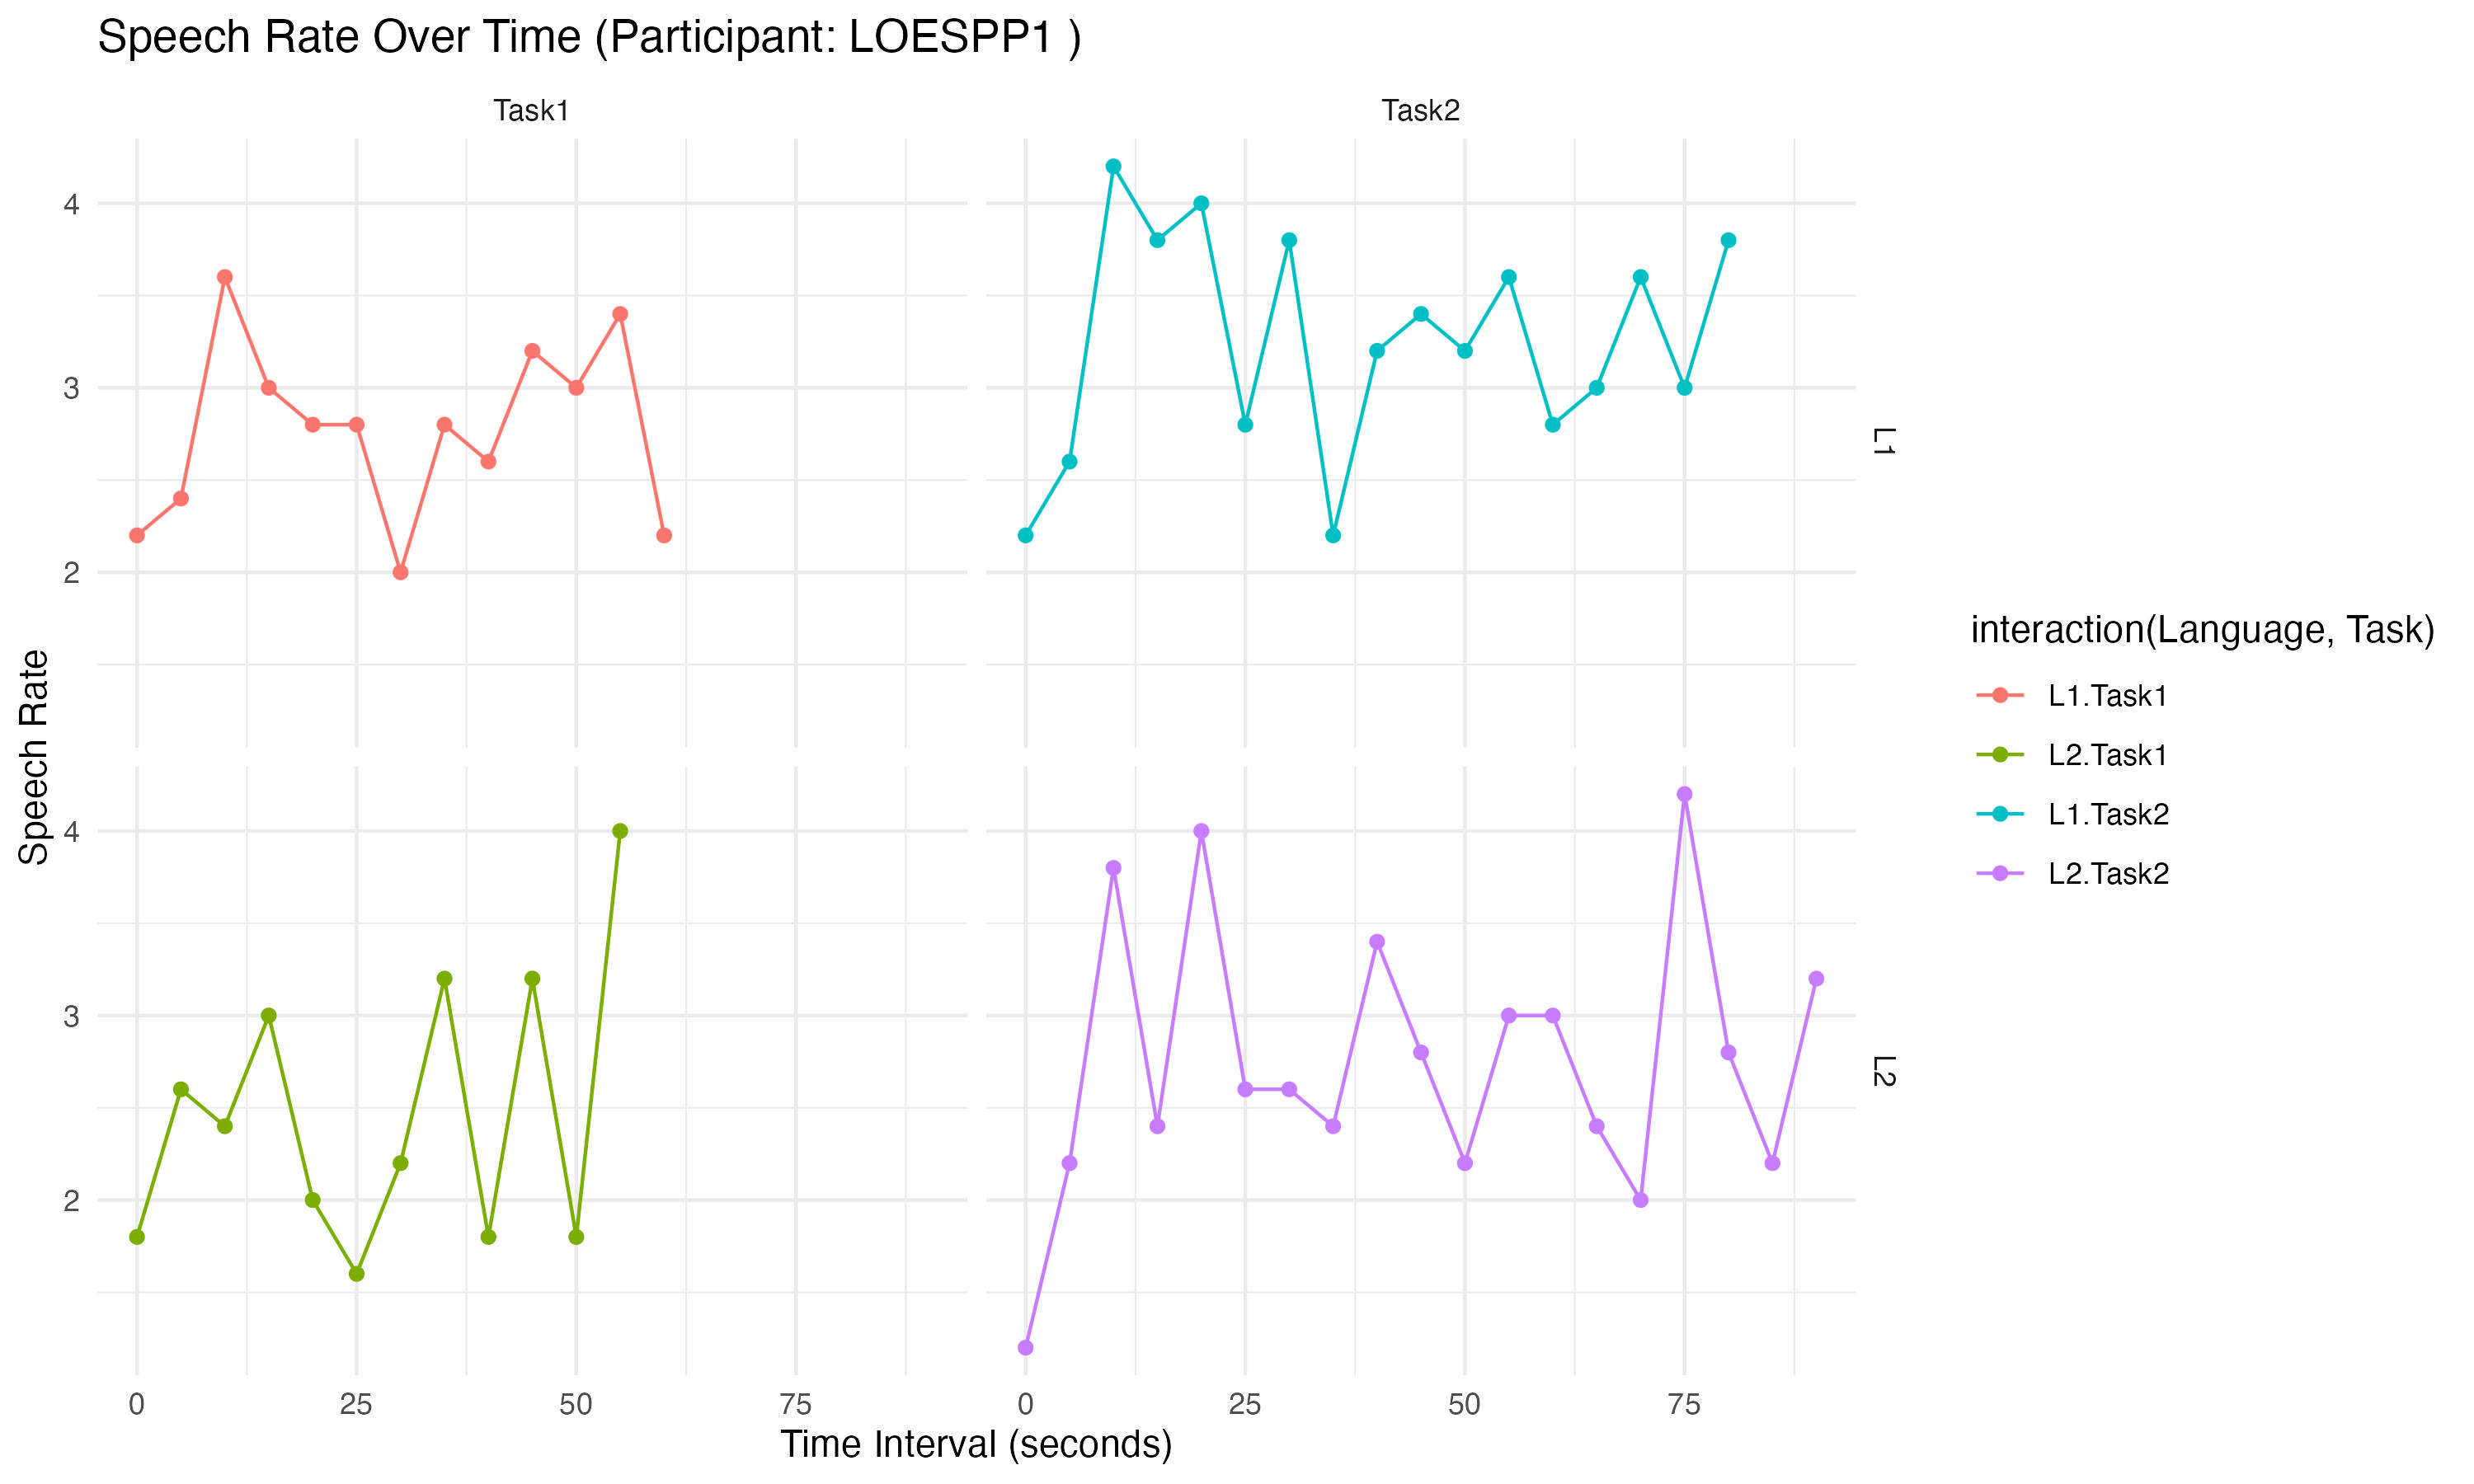 Speech Rate Over Time (Participant: LOESPP1 )
Task1
Task2
4
3
2
L1
Speech Rate
4
3
2
L2
0
25
50
75
0
25
50
75
Time Interval (seconds)
interaction(Language, Task)
L1.Task1
L2.Task1
L1.Task2
L2.Task2